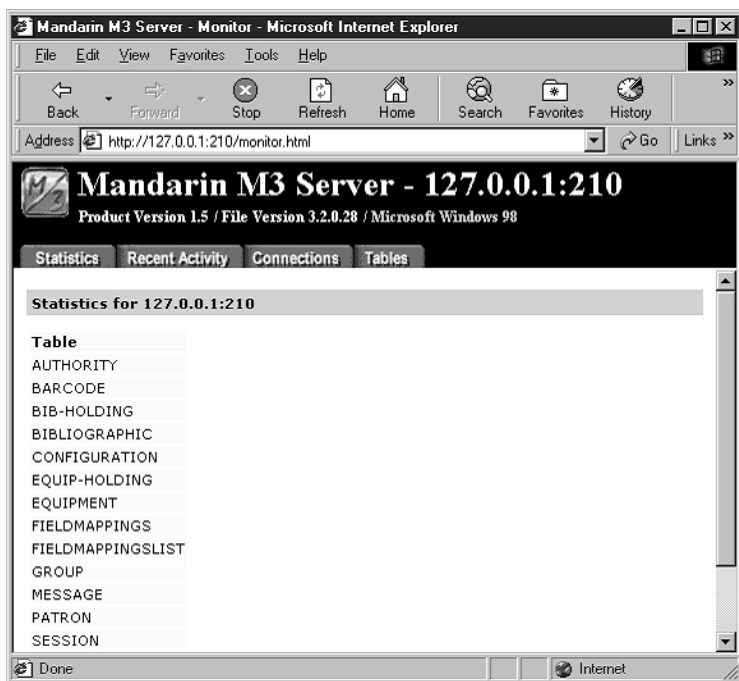 Mandarin M3 Server - Monitor - Microsoft Internet Explorer
File Edit View Favorites Tools Help
Back Forward Stop Refresh Home Search Favorites History »
Address http://127.0.0.1:210/monitor.html Go Links »
M/3 Mandarin M3 Server - 127.0.0.1:210
Product Version 1.5 / File Version 3.2.0.28 / Microsoft Windows 98
Statistics Recent Activity Connections Tables
Statistics for 127.0.0.1:210
Table
AUTHORITY
BARCODE
BIB-HOLDING
BIBLIOGRAPHIC
CONFIGURATION
EQUIP-HOLDING
EQUIPMENT
FIELDMAPPINGS
FIELDMAPPINGSLIST
GROUP
MESSAGE
PATRON
SESSION
Done Internet